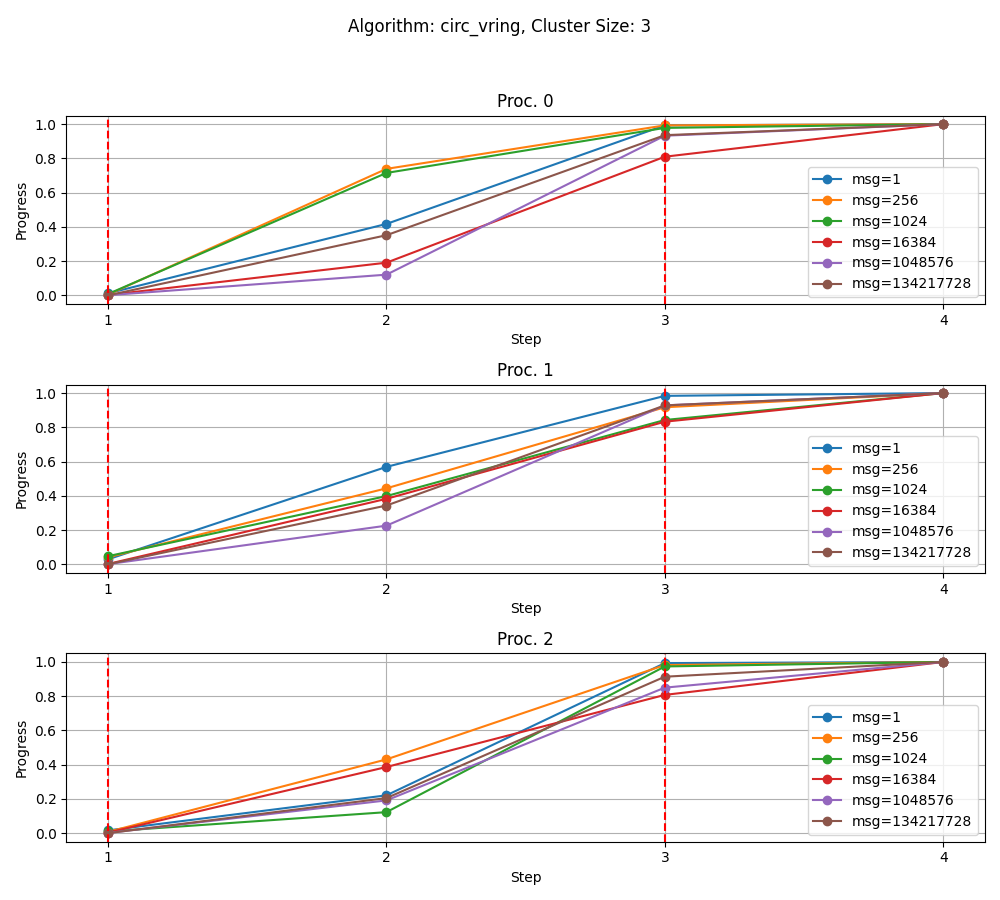 Algorithm: circ_vring, Cluster Size: 3
Proc. 0
Progress
1.0
0.8
0.6
0.4
0.2
0.0
msg=1
msg=256
msg=1024
msg=16384
msg=1048576
msg=134217728
1 2 3 4
Step
Proc. 1
Progress
1.0
0.8
0.6
0.4
0.2
0.0
msg=1
msg=256
msg=1024
msg=16384
msg=1048576
msg=134217728
1 2 3 4
Step
Proc. 2
Progress
1.0
0.8
0.6
0.4
0.2
0.0
msg=1
msg=256
msg=1024
msg=16384
msg=1048576
msg=134217728
1 2 3 4
Step